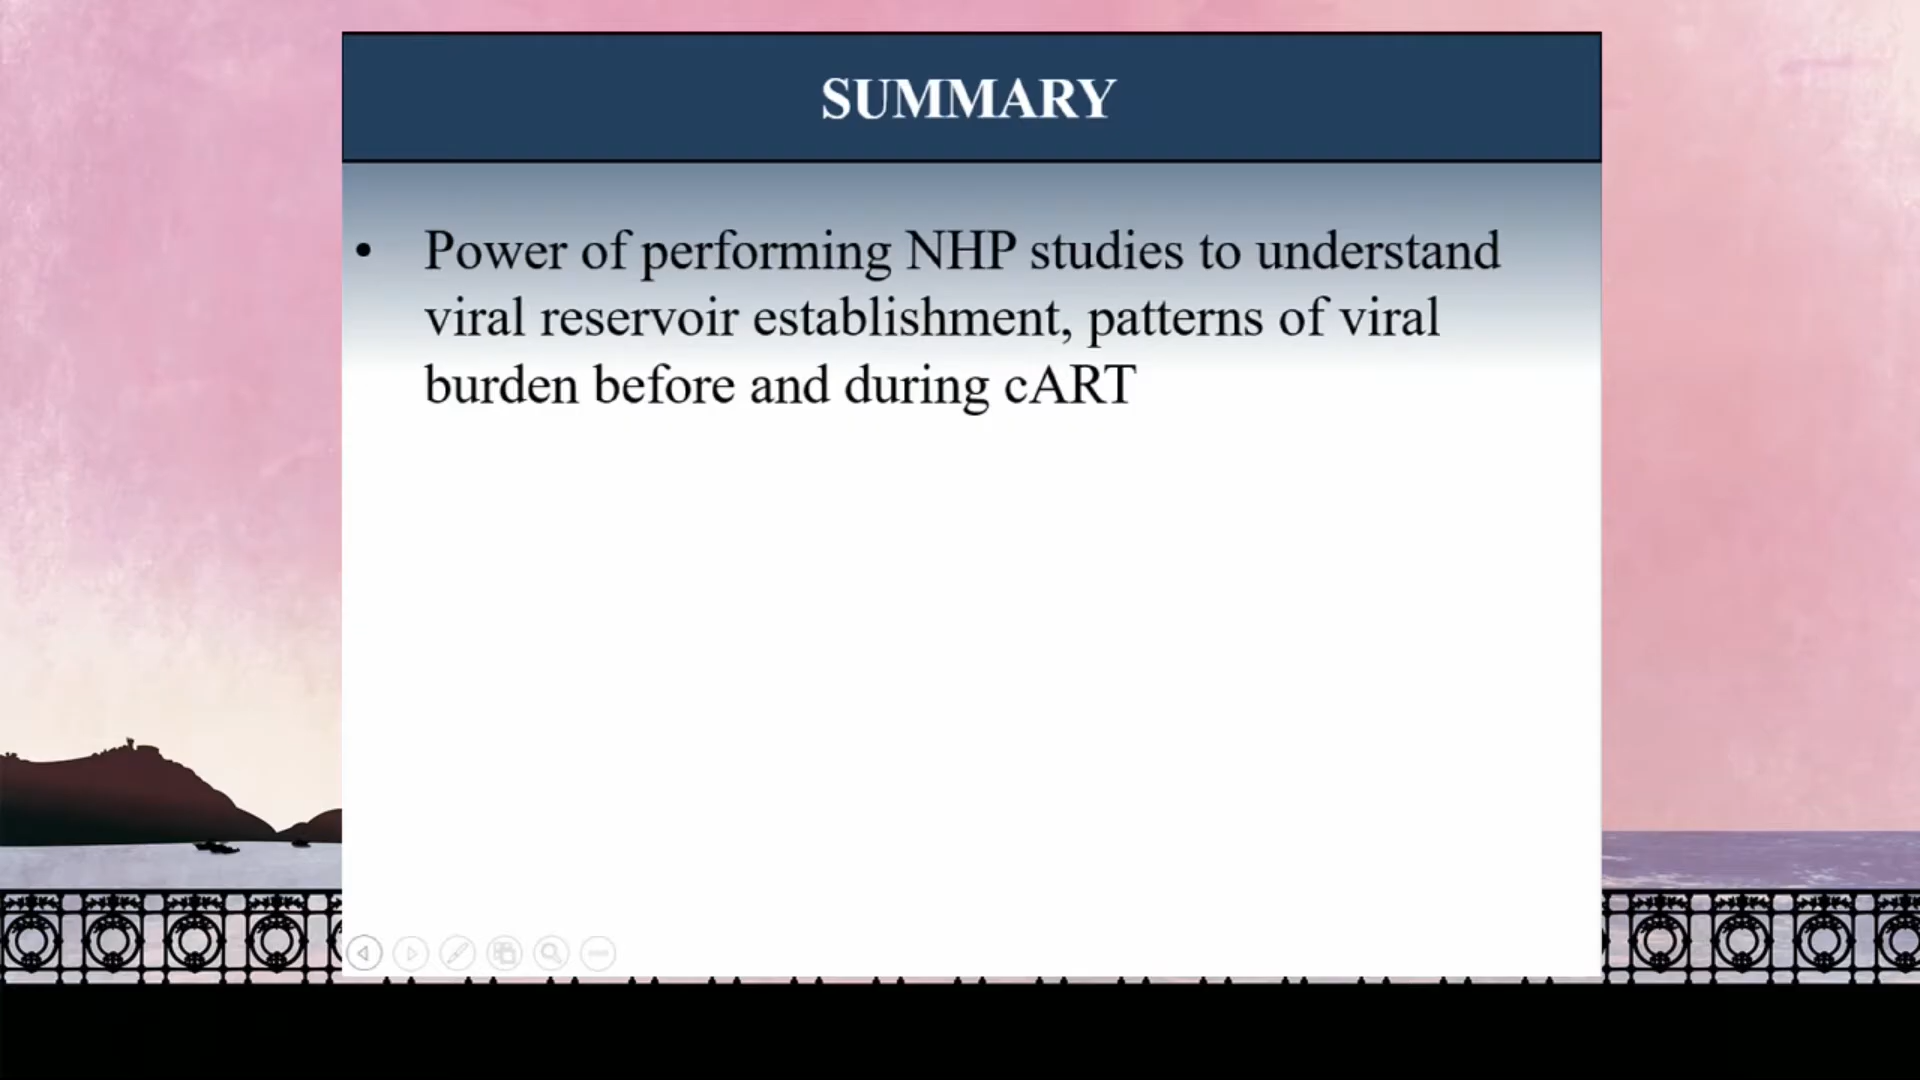 SUMMARY
• Power of performing NHP studies to understand
viral reservoir establishment, patterns of viral
burden before and during cART